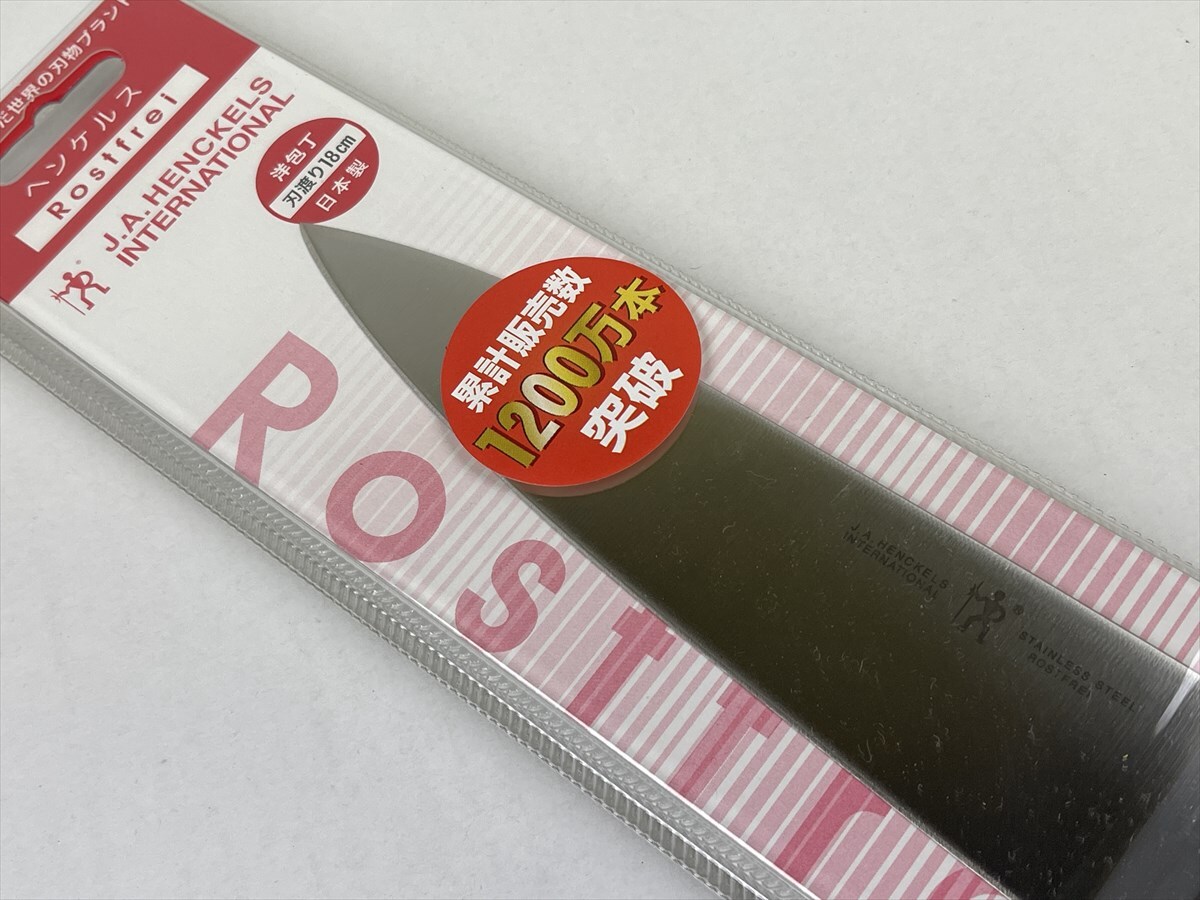 だ世界の刃物ブランド
ヘンケルス
Rostfrei
J.A. HENCKELS
INTERNATIONAL
洋包丁
刃渡り18cm
日本製
累計販売数
1200万本
突破
Rostfre
J.A. HENCKELS
INTERNATIONAL
®
STAINLESS STEEL
ROSTFREI